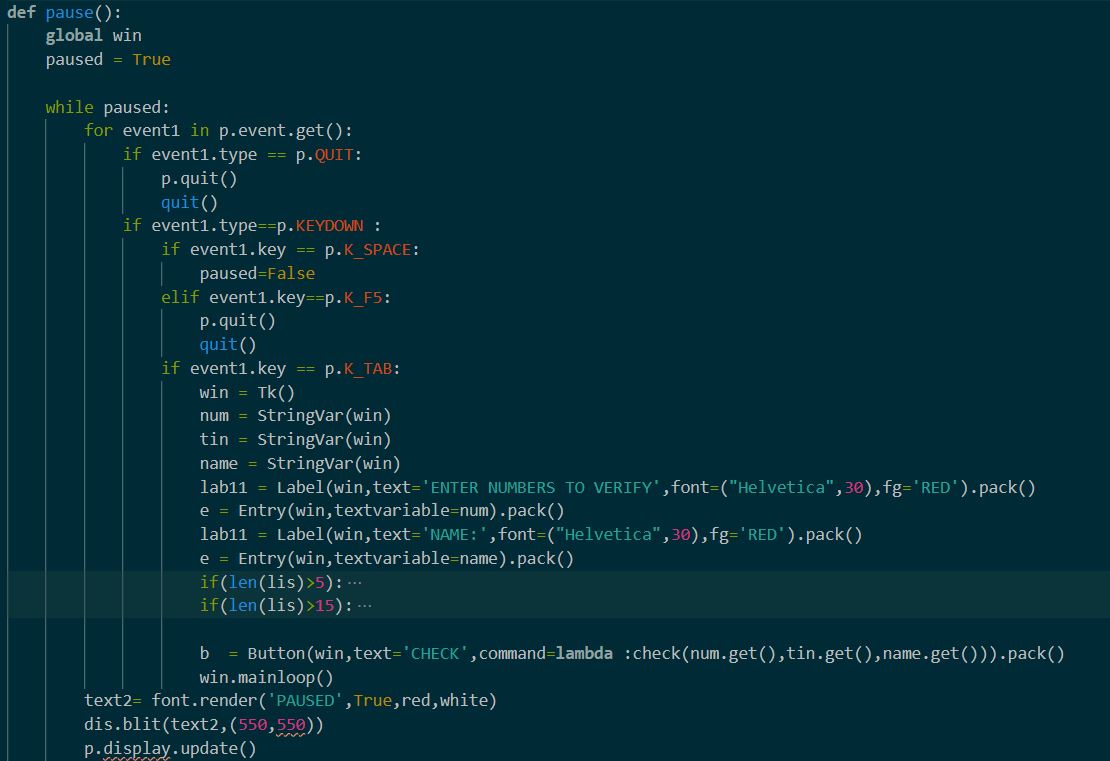 def pause():
    global win
    paused = True

    while paused:
        for event1 in p.event.get():
            if event1.type == p.QUIT:
                p.quit()
                quit()
            if event1.type==p.KEYDOWN :
                if event1.key == p.K_SPACE:
                    paused=False
                elif event1.key==p.K_F5:
                    p.quit()
                    quit()
                if event1.key == p.K_TAB:
                    win = Tk()
                    num = StringVar(win)
                    tin = StringVar(win)
                    name = StringVar(win)
                    lab11 = Label(win,text='ENTER NUMBERS TO VERIFY',font=("Helvetica",30),fg='RED').pack()
                    e = Entry(win,textvariable=num).pack()
                    lab11 = Label(win,text='NAME:',font=("Helvetica",30),fg='RED').pack()
                    e = Entry(win,textvariable=name).pack()
                    if(len(lis)>5):···
                    if(len(lis)>15):···

                    b  = Button(win,text='CHECK',command=lambda :check(num.get(),tin.get(),name.get())).pack()
                    win.mainloop()
        text2= font.render('PAUSED',True,red,white)
        dis.blit(text2,(550,550))
        p.display.update()